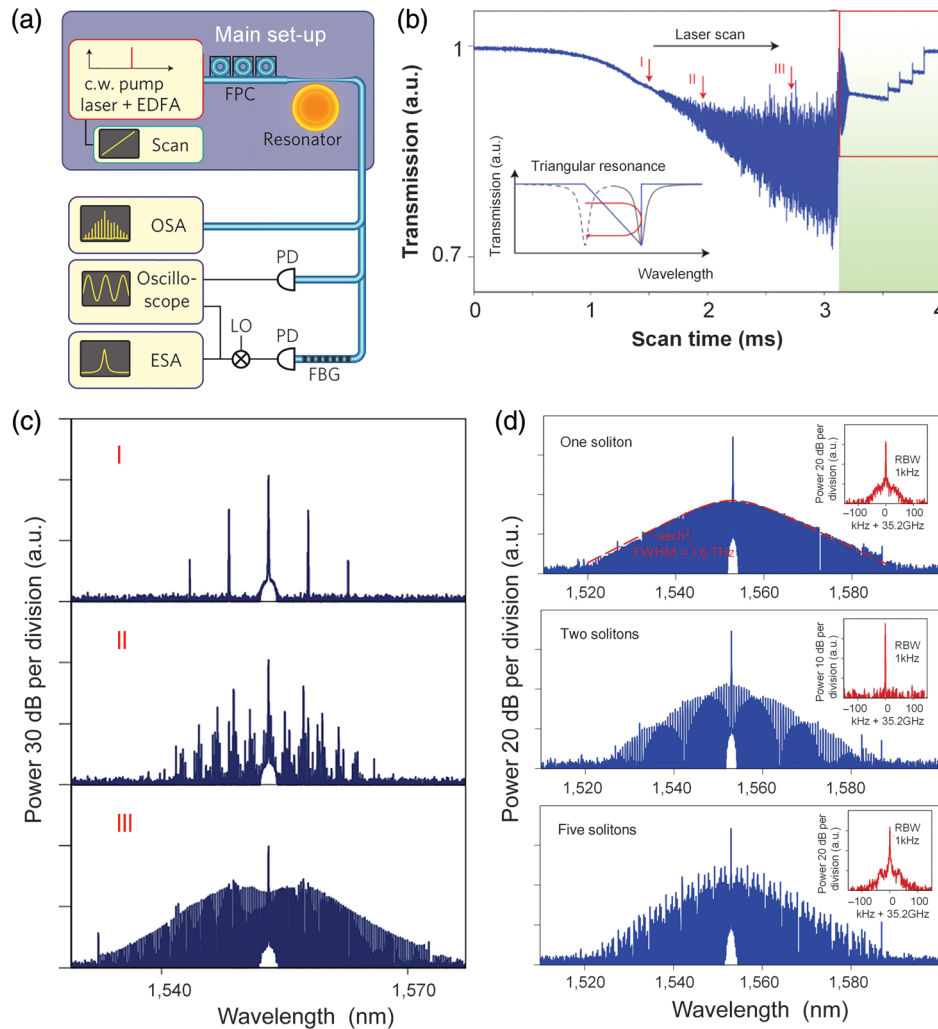 (a)
Main set-up
c.w. pump
laser + EDFA
FPC
Resonator
Scan
OSA
PD
Oscillo-
scope
LO
PD
ESA
FBG
(b)
Transmission (a.u.)
1
0.7
Laser scan
I
II
III
Triangular resonance
Transmission (a.u.)
Wavelength
0
1
2
3
4
Scan time (ms)
(c)
Power 30 dB per division (a.u.)
I
II
III
1,540
1,570
Wavelength (nm)
(d)
Power 20 dB per division (a.u.)
One soliton
~sech²
FWHM = 1.6 THz
Power 20 dB per
division (a.u.)
RBW
1kHz
−100
0
100
kHz + 35.2GHz
1,520
1,540
1,560
1,580
Two solitons
Power 10 dB per
division (a.u.)
RBW
1kHz
−100
0
100
kHz + 35.2GHz
1,520
1,540
1,560
1,580
Five solitons
Power 20 dB per
division (a.u.)
RBW
1kHz
−100
0
100
kHz + 35.2GHz
1,520
1,540
1,560
1,580
Wavelength (nm)